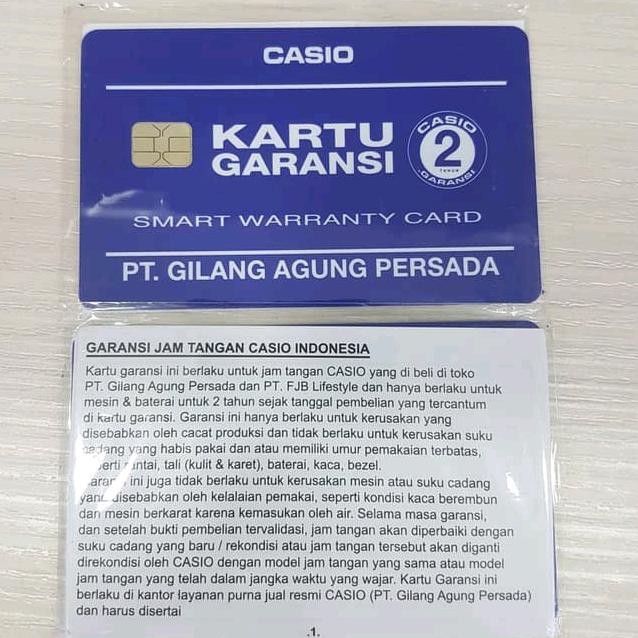 CASIO
KARTU
GARANSI
CASIO
2
TAHUN
GARANSI
SMART WARRANTY CARD
PT. GILANG AGUNG PERSADA
GARANSI JAM TANGAN CASIO INDONESIA
Kartu garansi ini berlaku untuk jam tangan CASIO yang di beli di toko
PT. Gilang Agung Persada dan PT. FJB Lifestyle dan hanya berlaku untuk
mesin & baterai untuk 2 tahun sejak tanggal pembelian yang tercantum
di kartu garansi. Garansi ini hanya berlaku untuk kerusakan yang
disebabkan oleh cacat produksi dan tidak berlaku untuk kerusakan suku
cadang yang habis pakai dan atau memiliki umur pemakaian terbatas,
seperti rantai, tali (kulit & karet), baterai, kaca, bezel.
Garansi ini juga tidak berlaku untuk kerusakan mesin atau suku cadang
yang disebabkan oleh kelalaian pemakai, seperti kondisi kaca berembun
dan mesin berkarat karena kemasukan oleh air. Selama masa garansi,
dan setelah bukti pembelian tervalidasi, jam tangan akan diperbaiki dengan
suku cadang yang baru / rekondisi atau jam tangan tersebut akan diganti
direkondisi oleh CASIO dengan model jam tangan yang sama atau model
jam tangan yang telah dalam jangka waktu yang wajar. Kartu Garansi ini
berlaku di kantor layanan purna jual resmi CASIO (PT. Gilang Agung Persada)
dan harus disertai
.1.